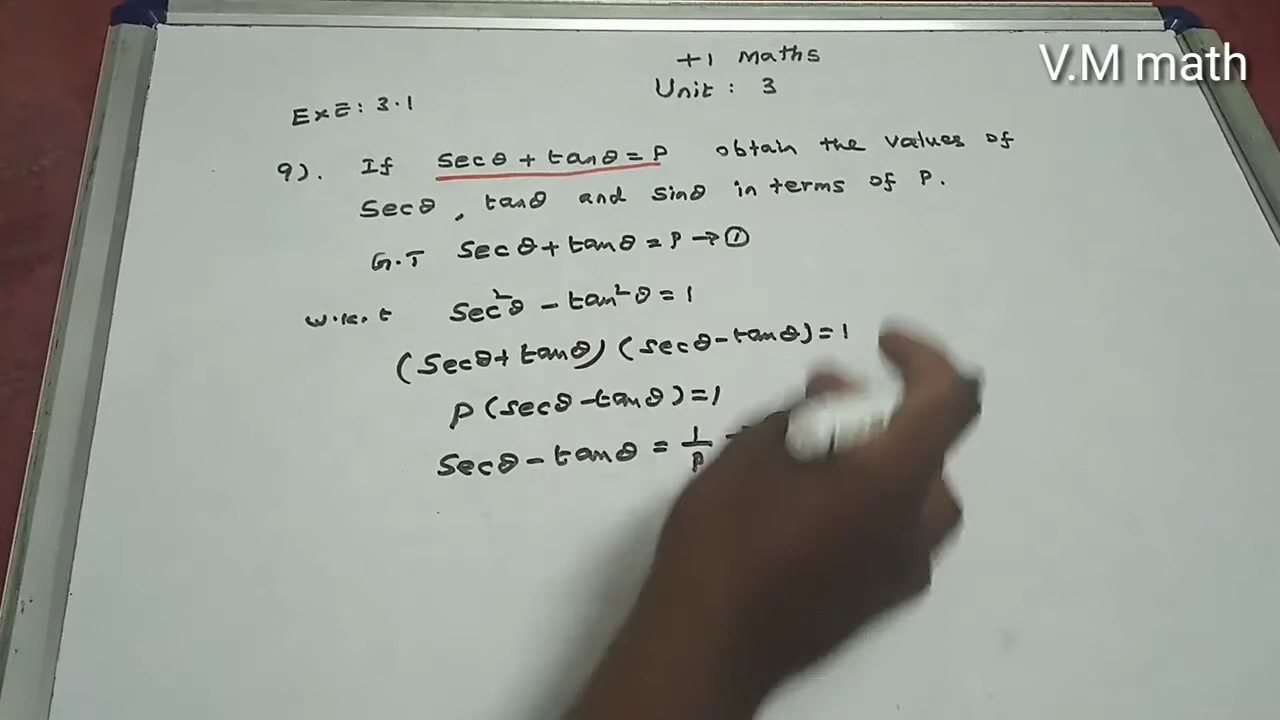 +1 Maths
V.M math
Unit : 3
EXE: 3.1
9). If secθ + tanθ = P obtain the values of
secθ, tanθ and sinθ in terms of P.
G.T secθ + tanθ = P → ①
w.k.t sec²θ - tan²θ = 1
(secθ + tanθ) (secθ - tanθ) = 1
P (secθ - tanθ) = 1
secθ - tanθ = 1/P